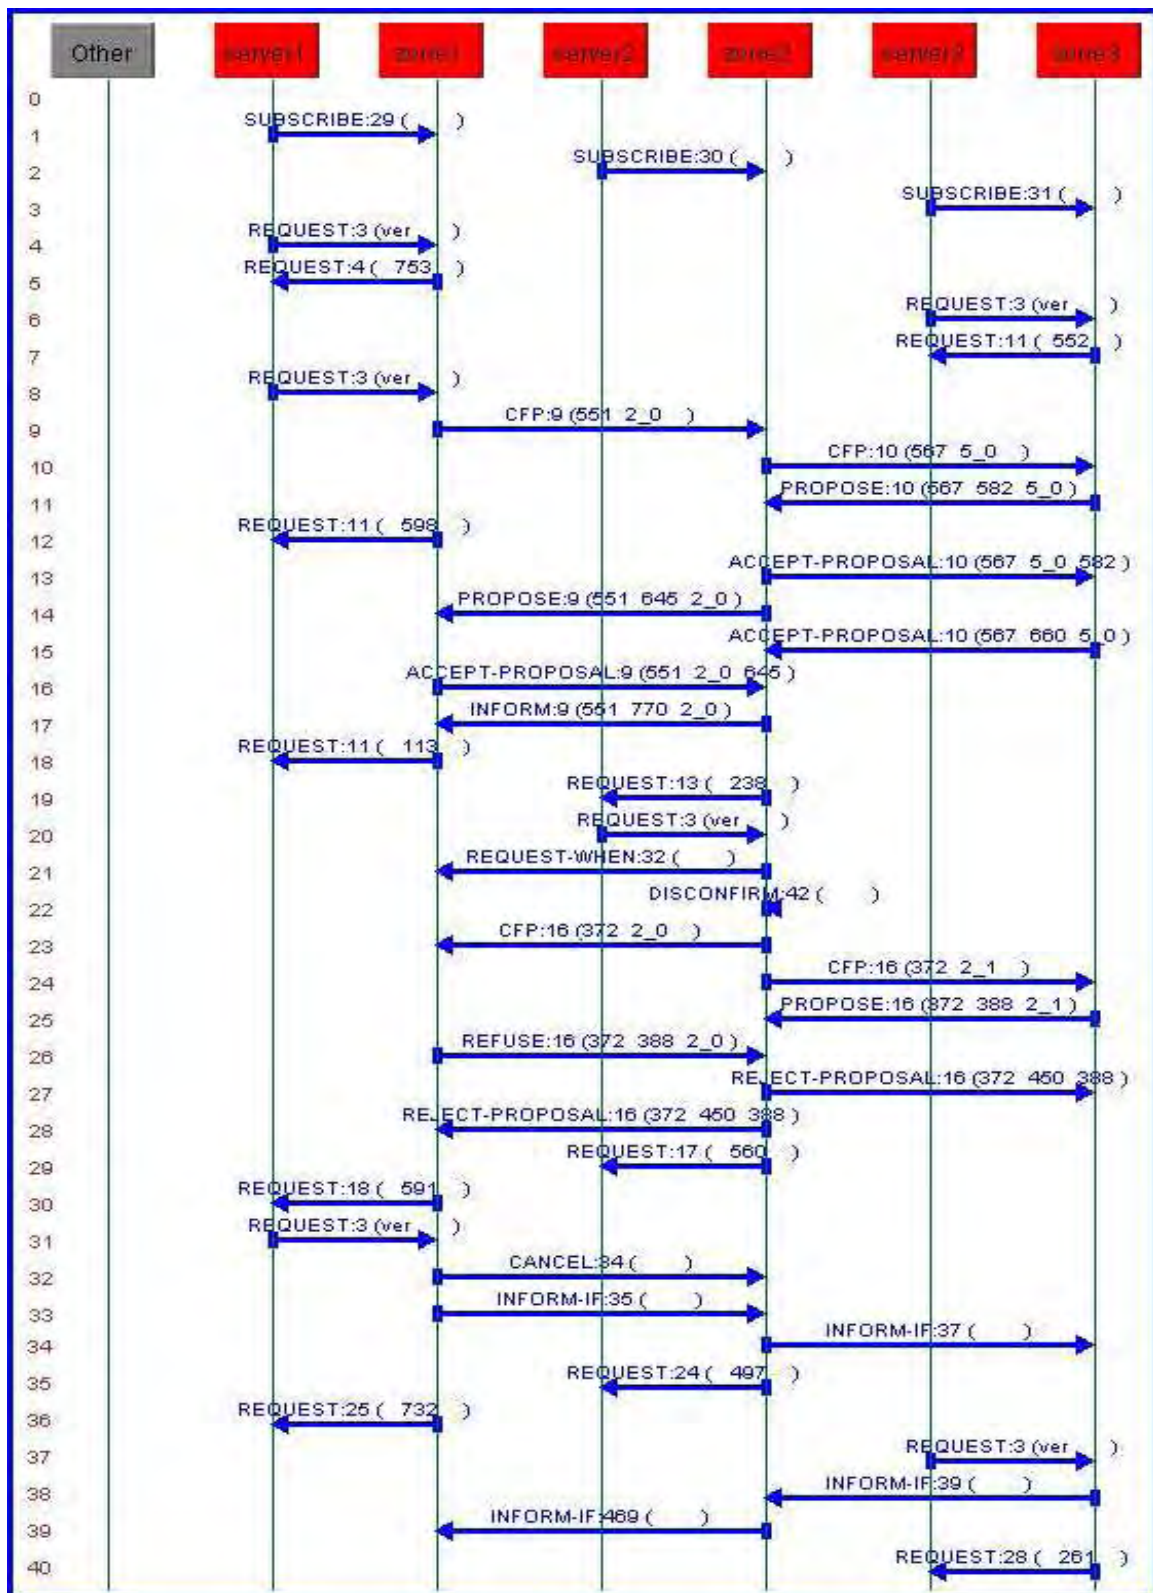 Other server1 zone1 server2 zone2 server3 zone3
0
SUBSCRIBE:29 ( )
1
SUBSCRIBE:30 ( )
2
SUBSCRIBE:31 ( )
3
REQUEST:3 (ver )
4
REQUEST:4 ( 753 )
5
REQUEST:3 (ver )
6
REQUEST:11 ( 552 )
7
REQUEST:3 (ver )
8
CFP:9 (551 2_0 )
9
CFP:10 (567 5_0 )
10
PROPOSE:10 (567 582 5_0)
11
REQUEST:11 ( 598 )
12
ACCEPT-PROPOSAL:10 (567 5_0 582 )
13
PROPOSE:9 (551 645 2_0)
14
ACCEPT-PROPOSAL:10 (567 660 5_0)
15
ACCEPT-PROPOSAL:9 (551 2_0 645 )
16
INFORM:9 (551 770 2_0)
17
REQUEST:11 ( 113 )
18
REQUEST:13 ( 238 )
19
REQUEST:3 (ver )
20
REQUEST-WHEN:32 ( )
21
DISCONFIRM:42 ( )
22
CFP:16 (372 2_0 )
23
CFP:16 (372 2_1 )
24
PROPOSE:16 (372 388 2_1)
25
REFUSE:16 (372 388 2_0)
26
REJECT-PROPOSAL:16 (372 450 388 )
27
REJECT-PROPOSAL:16 (372 450 388 )
28
REQUEST:17 ( 560 )
29
REQUEST:18 ( 591 )
30
REQUEST:3 (ver )
31
CANCEL:34 ( )
32
INFORM-IF:35 ( )
33
INFORM-IF:37 ( )
34
REQUEST:24 ( 497 )
35
REQUEST:25 ( 732 )
36
REQUEST:3 (ver )
37
INFORM-IF:39 ( )
38
INFORM-IF:469 ( )
39
REQUEST:28 ( 261 )
40